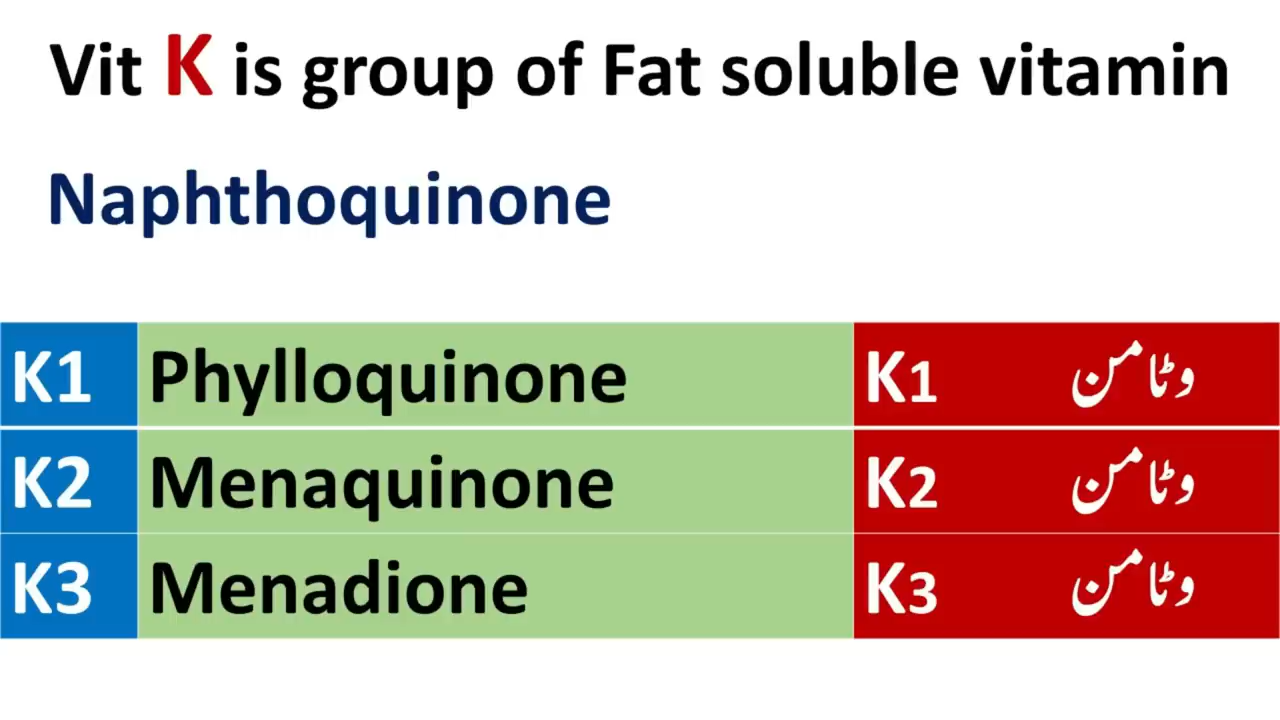 Vit K is group of Fat soluble vitamin
Naphthoquinone
K1 Phylloquinone K1 وٹامن
K2 Menaquinone K2 وٹامن
K3 Menadione K3 وٹامن